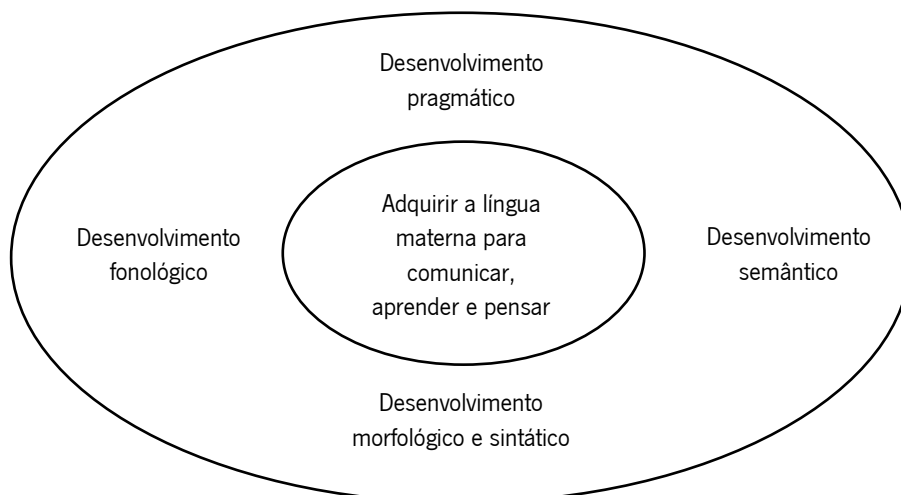 Desenvolvimento
pragmático
Desenvolvimento
fonológico
Adquirir a língua
materna para
comunicar,
aprender e pensar
Desenvolvimento
semântico
Desenvolvimento
morfológico e sintático